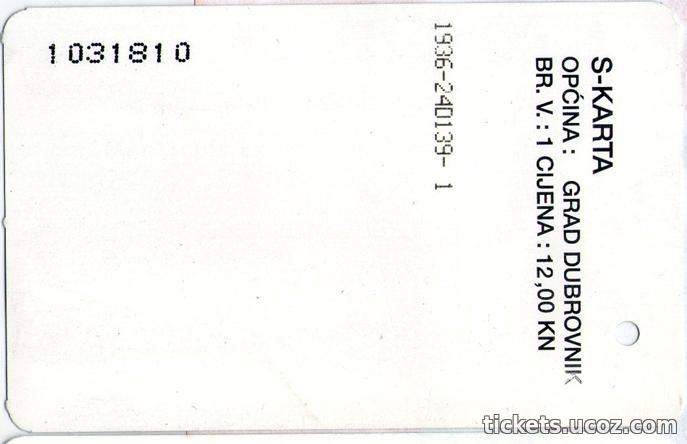 1031810
1936-240139- 1
S-KARTA
OPĆINA : GRAD DUBROVNIK
BR. V. : 1 CIJENA : 12,00 KN
tickets.ucoz.com